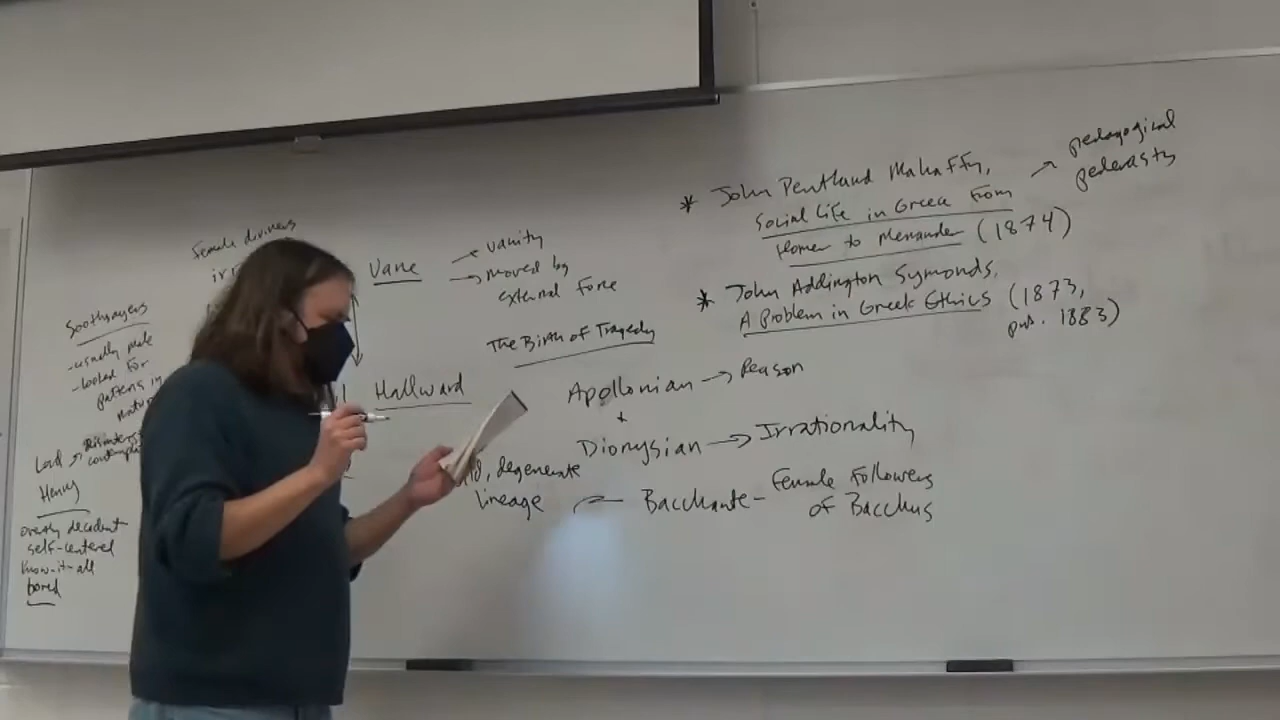 Soothsayers
-usually male
-looked for
patterns in
Lord
Henry
overly decadent
self-centered
know-it-all
bored
Female diviners
Vane
vanity
moved by
external force
Hallward
The Birth of Tragedy
Apollonian → Reason
+
Dionysian → Irrationality
degenerate
lineage
Bacchante - Female Followers
of Bacchus
* John Pentland Mahaffy,
Social Life in Greece From
Homer to Menander (1874)
→ pedagogical
pederasty
* John Addington Symonds,
A Problem in Greek Ethics (1873,
pub. 1883)